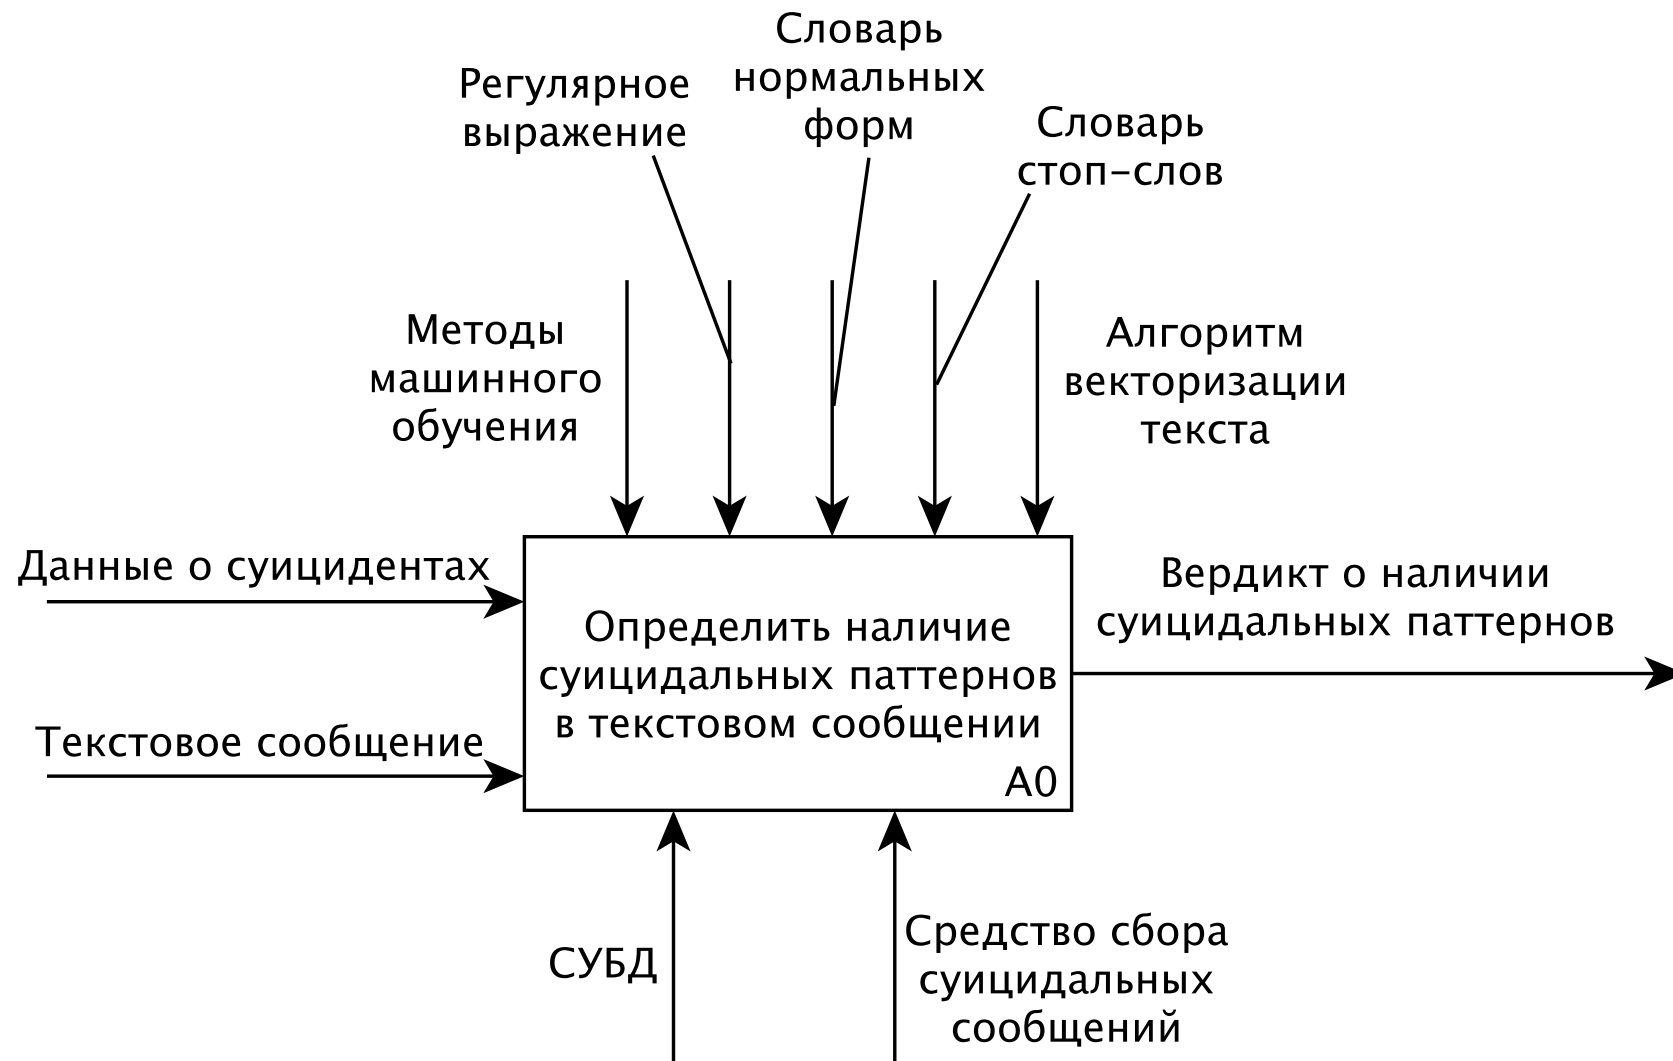 Словарь
нормальных
форм
Регулярное
выражение
Словарь
стоп-слов
Методы
машинного
обучения
Алгоритм
векторизации
текста
Данные о суицидентах
Текстовое сообщение
Определить наличие
суицидальных паттернов
в текстовом сообщении
А0
Вердикт о наличии
суицидальных паттернов
СУБД
Средство сбора
суицидальных
сообщений